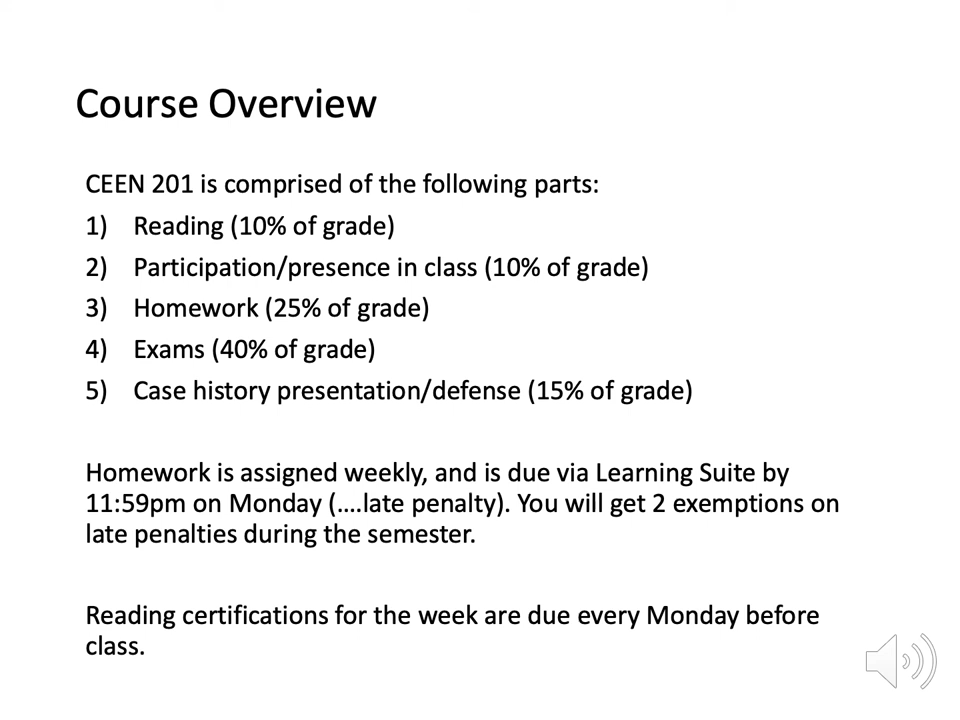 Course Overview
CEEN 201 is comprised of the following parts:
1) Reading (10% of grade)
2) Participation/presence in class (10% of grade)
3) Homework (25% of grade)
4) Exams (40% of grade)
5) Case history presentation/defense (15% of grade)
Homework is assigned weekly, and is due via Learning Suite by
11:59pm on Monday (....late penalty). You will get 2 exemptions on
late penalties during the semester.
Reading certifications for the week are due every Monday before
class.